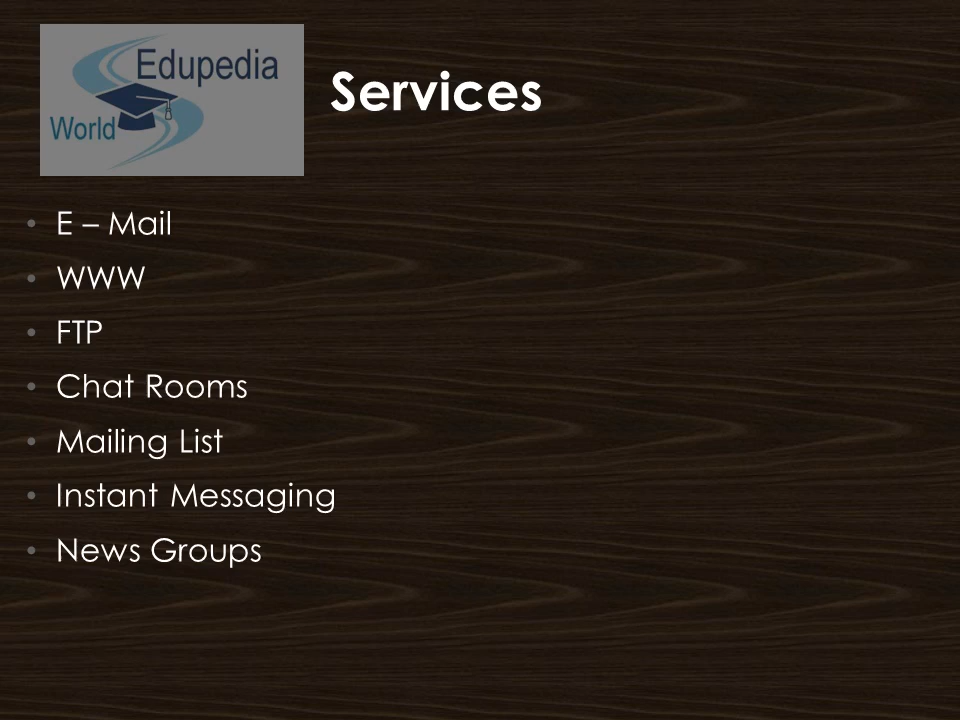 Edupedia
World
Services
• E – Mail
• WWW
• FTP
• Chat Rooms
• Mailing List
• Instant Messaging
• News Groups